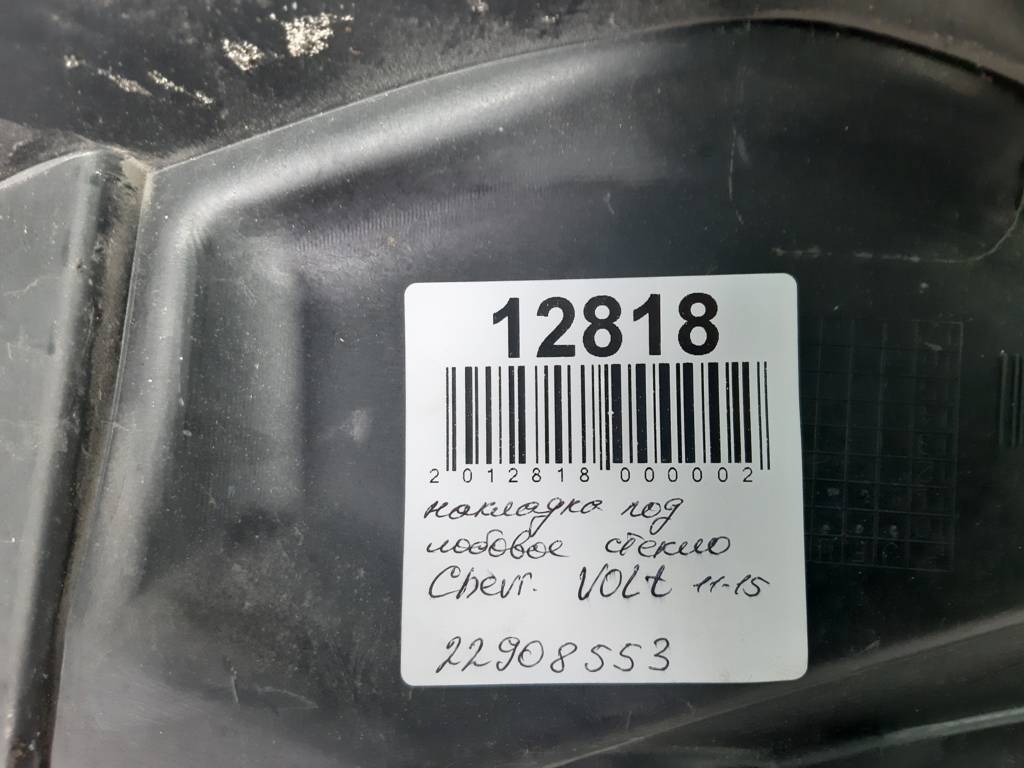 12818
2 012818 000002
накладка под
лобовое стекло
Chevr. VOLt 11-15
22908553